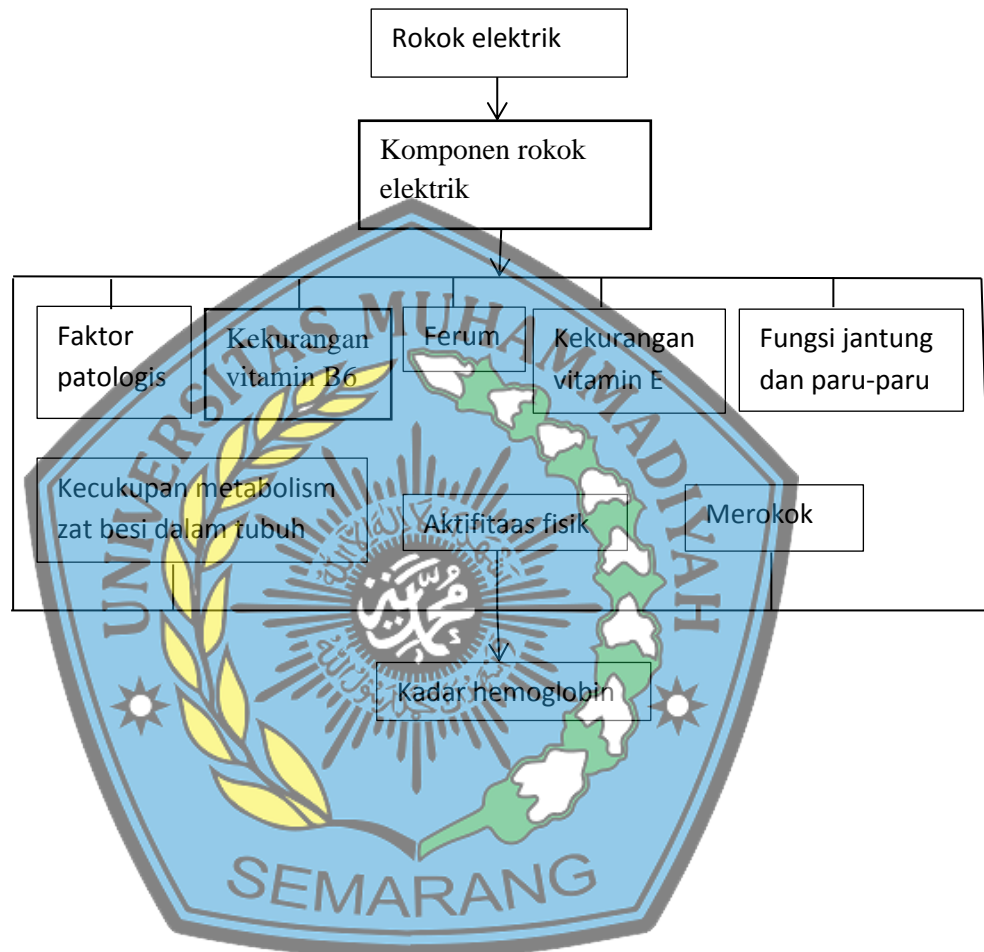 Rokok elektrik
Komponen rokok
elektrik
Faktor
patologis
Kekurangan
vitamin B6
Ferum
Kekurangan
vitamin E
Fungsi jantung
dan paru-paru
Kecukupan metabolism
zat besi dalam tubuh
Aktifitaas fisik
Merokok
Kadar hemoglobin
UNIVERSITAS MUHAMMADIYAH
SEMARANG